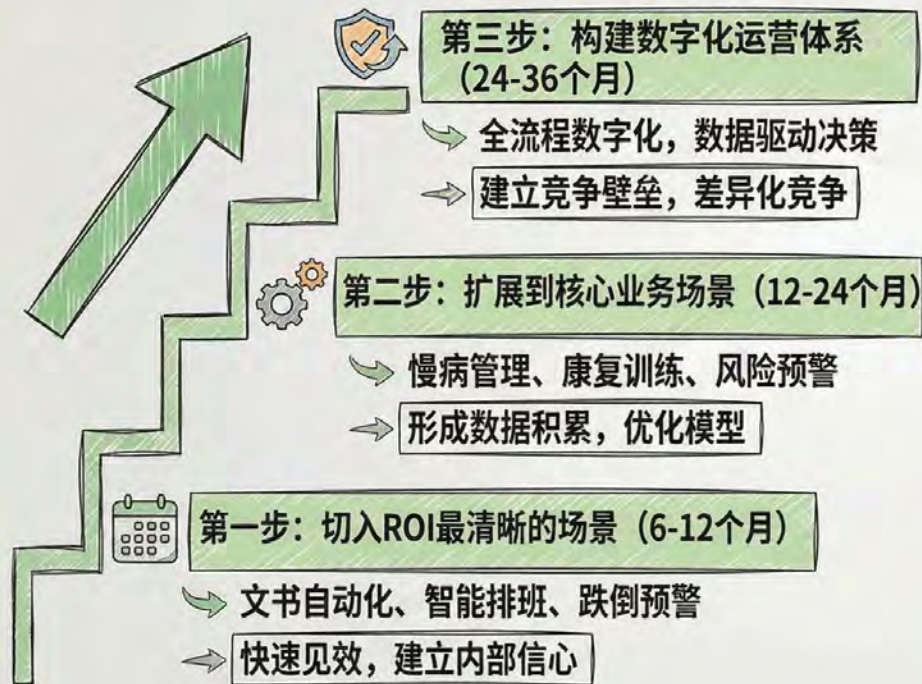 第三步：构建数字化运营体系
（24-36个月）
全流程数字化，数据驱动决策
建立竞争壁垒，差异化竞争
第二步：扩展到核心业务场景（12-24个月）
慢病管理、康复训练、风险预警
形成数据积累，优化模型
第一步：切入ROI最清晰的场景（6-12个月）
文书自动化、智能排班、跌倒预警
快速见效，建立内部信心